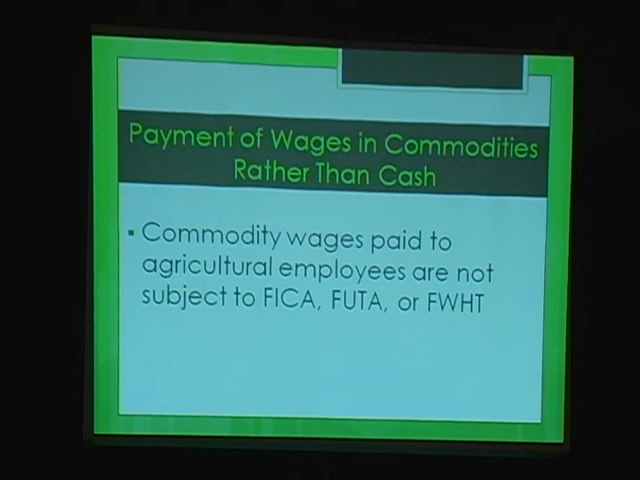 Payment of Wages in Commodities
Rather Than Cash
▪ Commodity wages paid to
agricultural employees are not
subject to FICA, FUTA, or FWHT